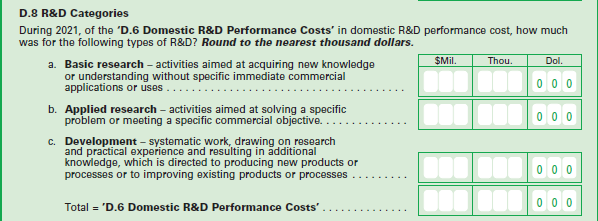 D.8 R&D Categories
During 2021, of the ‘D.6 Domestic R&D Performance Costs’ in domestic R&D performance cost, how much
was for the following types of R&D? Round to the nearest thousand dollars.
$Mil. Thou. Dol.
a. Basic research – activities aimed at acquiring new knowledge
or understanding without specific immediate commercial
applications or uses . . . . . . . . . . . . . . . . . . . . . . . . . . . . . . . . . . . . . . . 0 0 0
b. Applied research – activities aimed at solving a specific
problem or meeting a specific commercial objective. . . . . . . . . . . . . . 0 0 0
c. Development – systematic work, drawing on research
and practical experience and resulting in additional
knowledge, which is directed to producing new products or
processes or to improving existing products or processes . . . . . . . . . 0 0 0
Total = ‘D.6 Domestic R&D Performance Costs’ . . . . . . . . . . . . . . 0 0 0